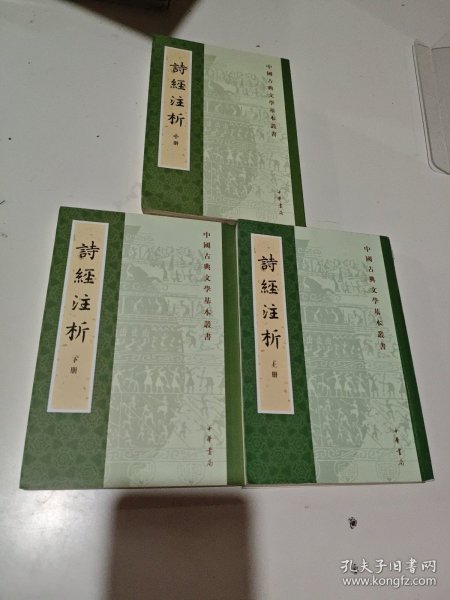 詩經注析
中册
中國古典文學基本叢書
中華書局
詩經注析
下册
中國古典文學基本叢書
中華書局
詩經注析
上册
中國古典文學基本叢書
中華書局
孔夫子旧书网
www.kongfz.com